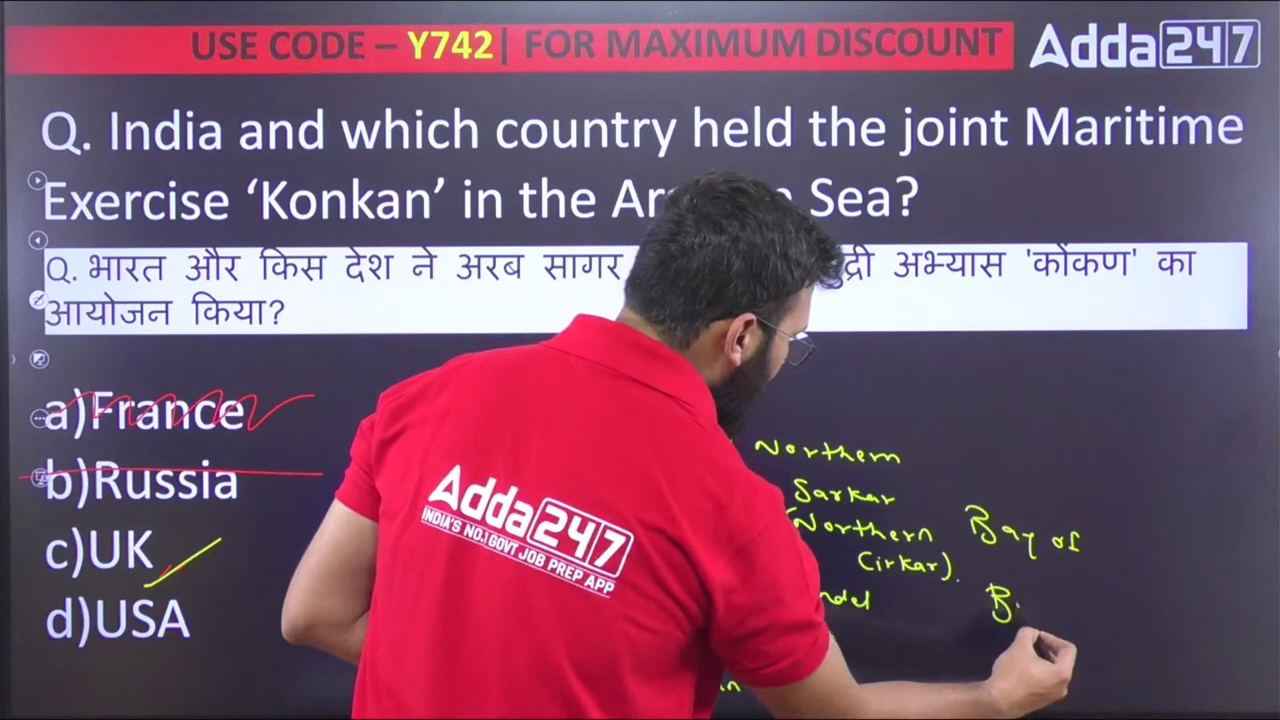 USE CODE – Y742 | FOR MAXIMUM DISCOUNT
Adda247
Q. India and which country held the joint Maritime
Exercise ‘Konkan’ in the Sea?
Q. भारत और किस देश ने अरब सागर अभ्यास 'कोंकण' का
आयोजन किया?
a)France
b)Russia
c)UK
d)USA
Northern
Sarkar
(Northern
Cirkar).
Bay of
Adda247
INDIA'S NO.1 GOVT JOB PREP APP